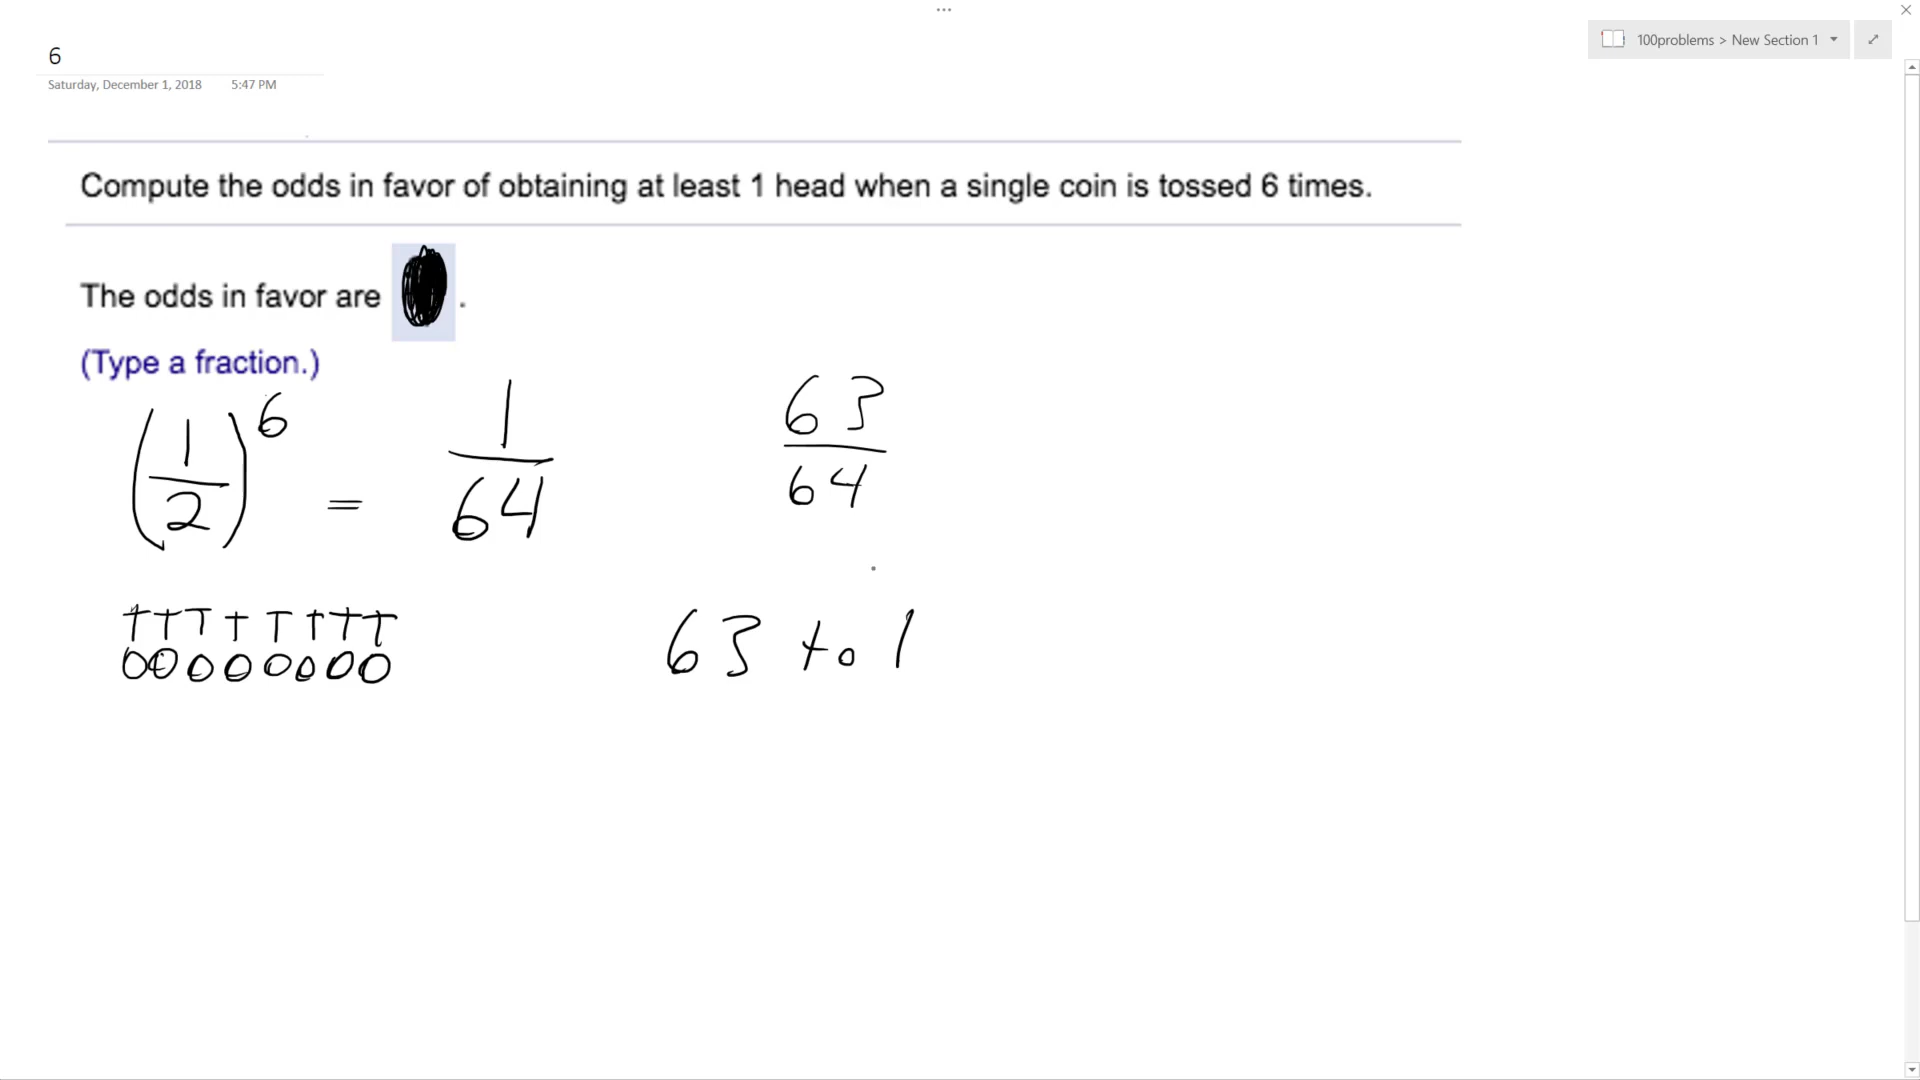 6
Saturday, December 1, 2018 5:47 PM
100problems > New Section 1
Compute the odds in favor of obtaining at least 1 head when a single coin is tossed 6 times.
The odds in favor are .
(Type a fraction.)
(1/2)^6 = 1/64
63/64
TTTTTTTT
OOOOOOOO
63 to 1